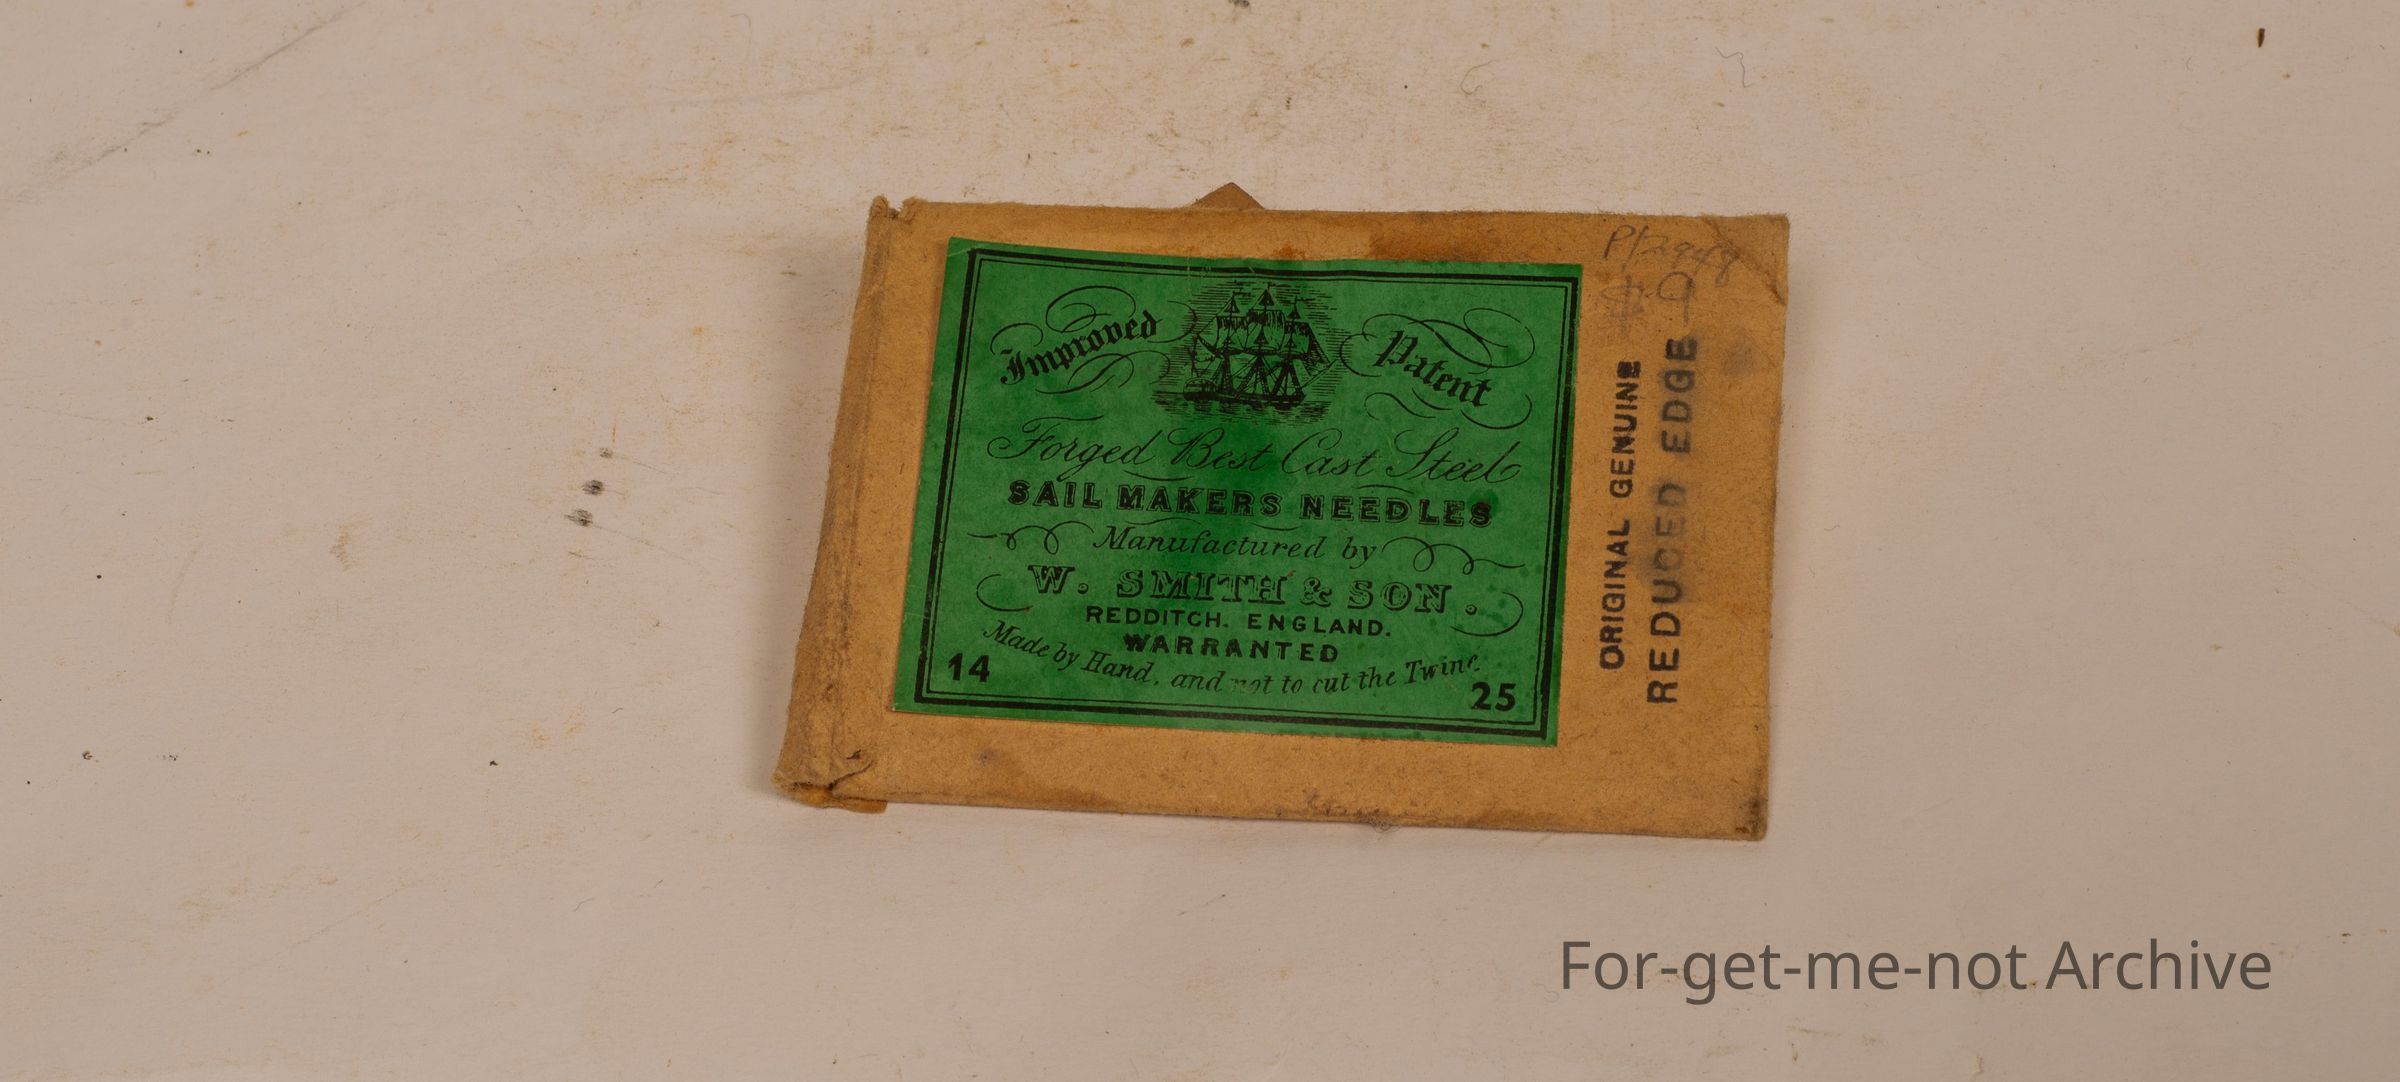 Improved Patent
Forged Best Cast Steel
SAIL MAKERS NEEDLES
Manufactured by
W. SMITH & SON.
REDDITCH. ENGLAND.
WARRANTED
Made by Hand, and not to cut the Twine.
14
25
ORIGINAL GENUINE
REDUCED EDGE
For-get-me-not Archive